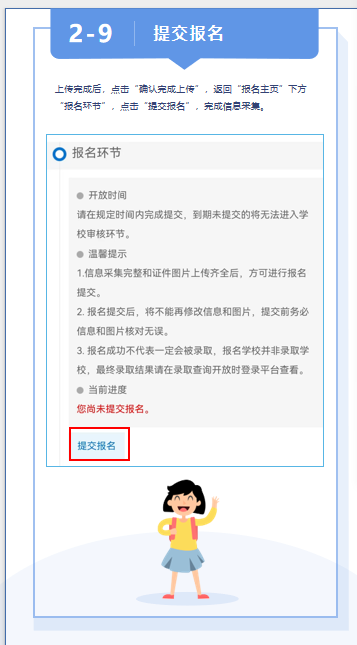 2-9 提交报名
上传完成后，点击“确认完成上传”，返回“报名主页”下方
“报名环节”，点击“提交报名”，完成信息采集。
报名环节
开放时间
请在规定时间内完成提交，到期未提交的将无法进入学
校审核环节。
温馨提示
1.信息采集完整和证件图片上传齐全后，方可进行报名
提交。
2. 报名提交后，将不能再修改信息和图片，提交前务必
信息和图片核对无误。
3. 报名成功不代表一定会被录取，报名学校并非录取学
校，最终录取结果请在录取查询开放时登录平台查看。
当前进度
您尚未提交报名。
提交报名